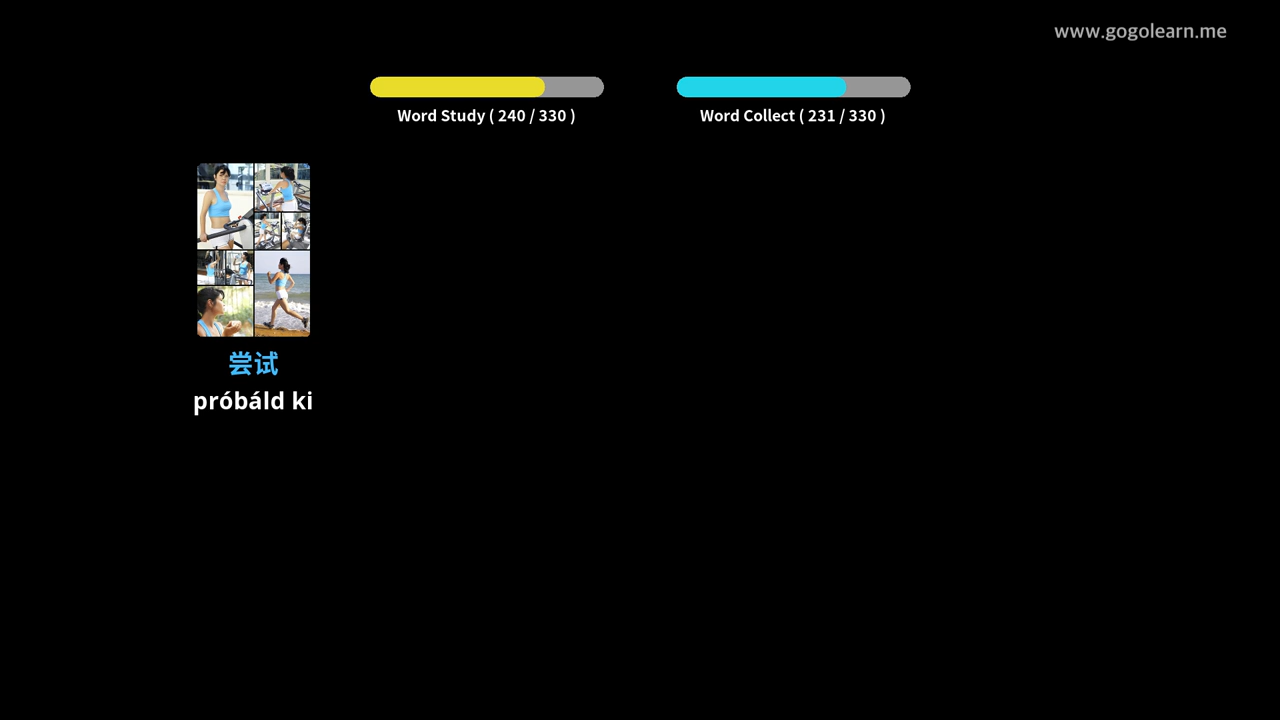 www.gogolearn.me
Word Study ( 240 / 330 )
Word Collect ( 231 / 330 )
尝试
próbáld ki